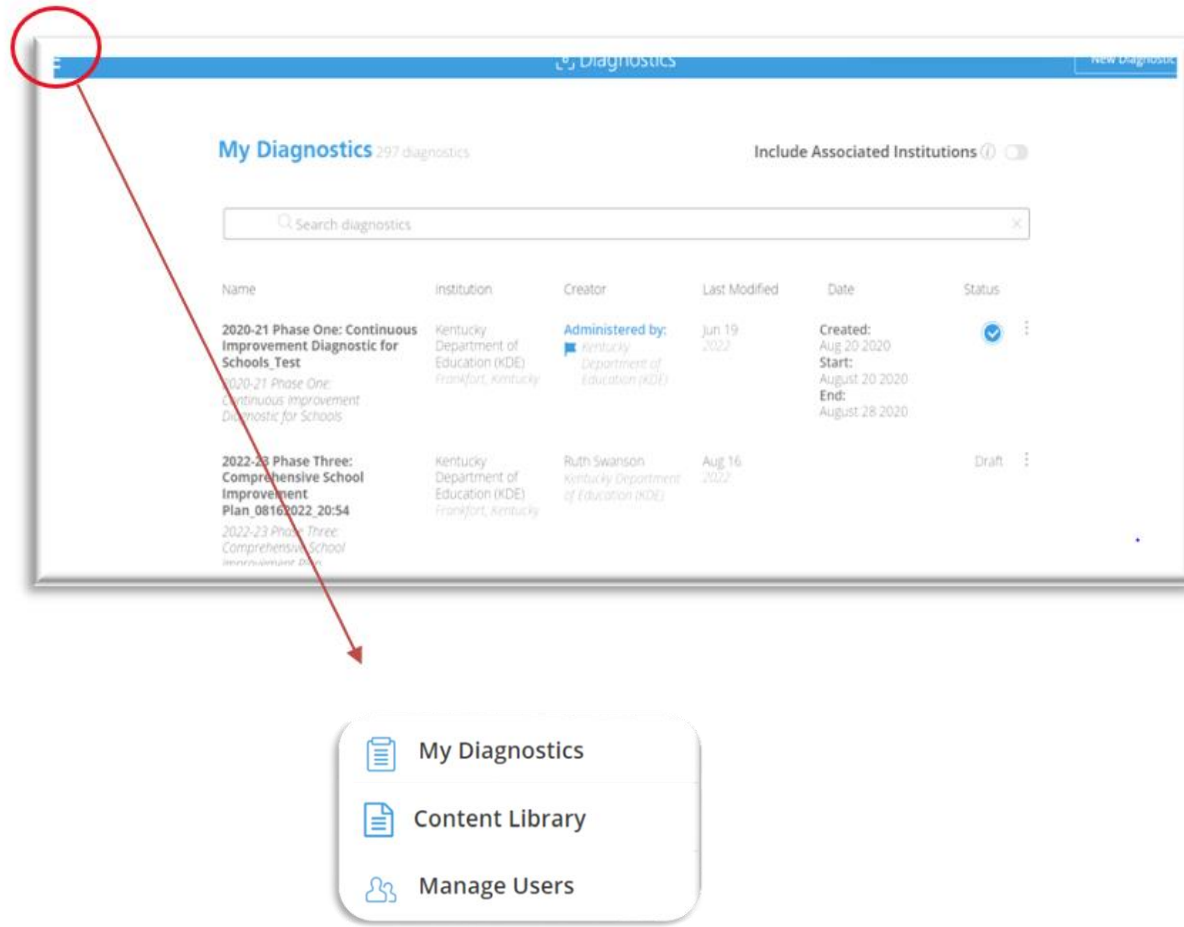 Diagnostics
New Diagnostic
My Diagnostics 297 diagnostics
Include Associated Institutions
Search diagnostics
Name Institution Creator Last Modified Date Status
2020-21 Phase One: Continuous
Improvement Diagnostic for
Schools_Test
2020-21 Phase One:
Continuous Improvement
Diagnostic for Schools
Kentucky
Department of
Education (KDE)
Frankfort, Kentucky
Administered by:
Kentucky
Department of
Education (KDE)
Jun 19
2022
Created:
Aug 20 2020
Start:
August 20 2020
End:
August 28 2020
2022-23 Phase Three:
Comprehensive School
Improvement
Plan_08162022_20:54
2022-23 Phase Three:
Comprehensive School
Improvement Plan
Kentucky
Department of
Education (KDE)
Frankfort, Kentucky
Ruth Swanson
Kentucky Department
of Education (KDE)
Aug 16
2022
Draft
My Diagnostics
Content Library
Manage Users